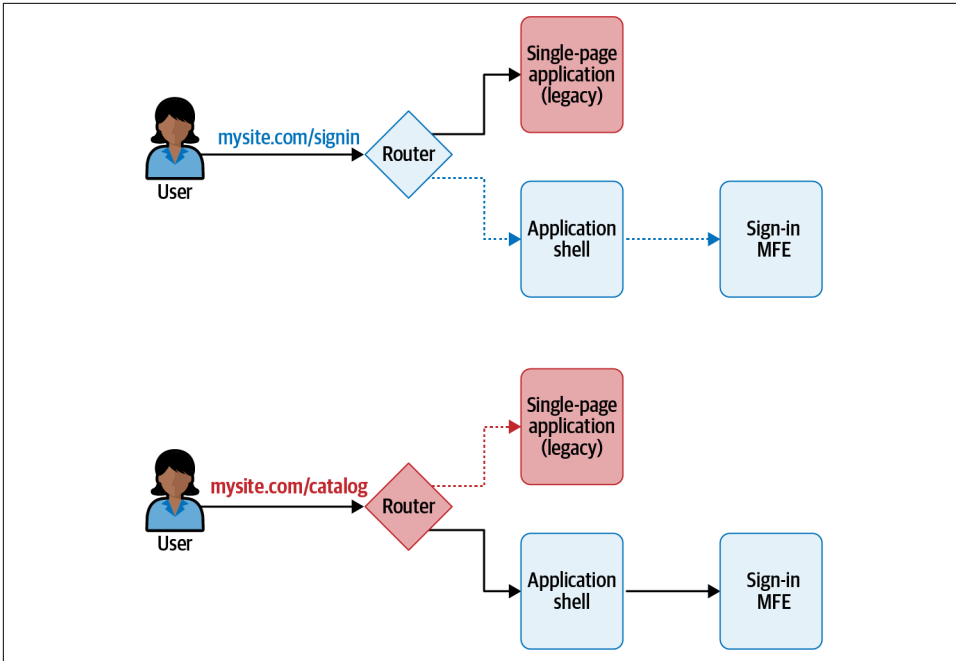 Single-page
application
(legacy)
mysite.com/signin
Router
User
Application
shell
Sign-in
MFE
Single-page
application
(legacy)
mysite.com/catalog
Router
User
Application
shell
Sign-in
MFE